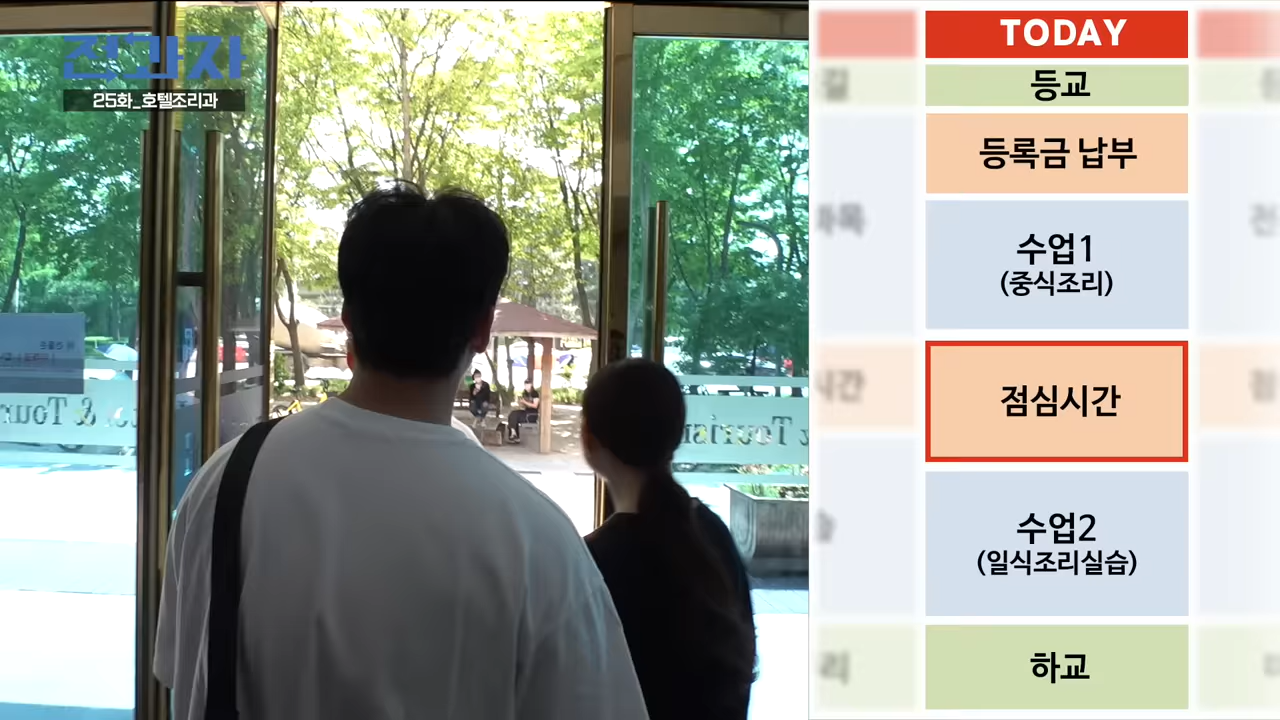 전과자
25화_호텔조리과
TODAY
등교
등록금 납부
수업1
(중식조리)
점심시간
수업2
(일식조리실습)
하교
& Tour
Tourism